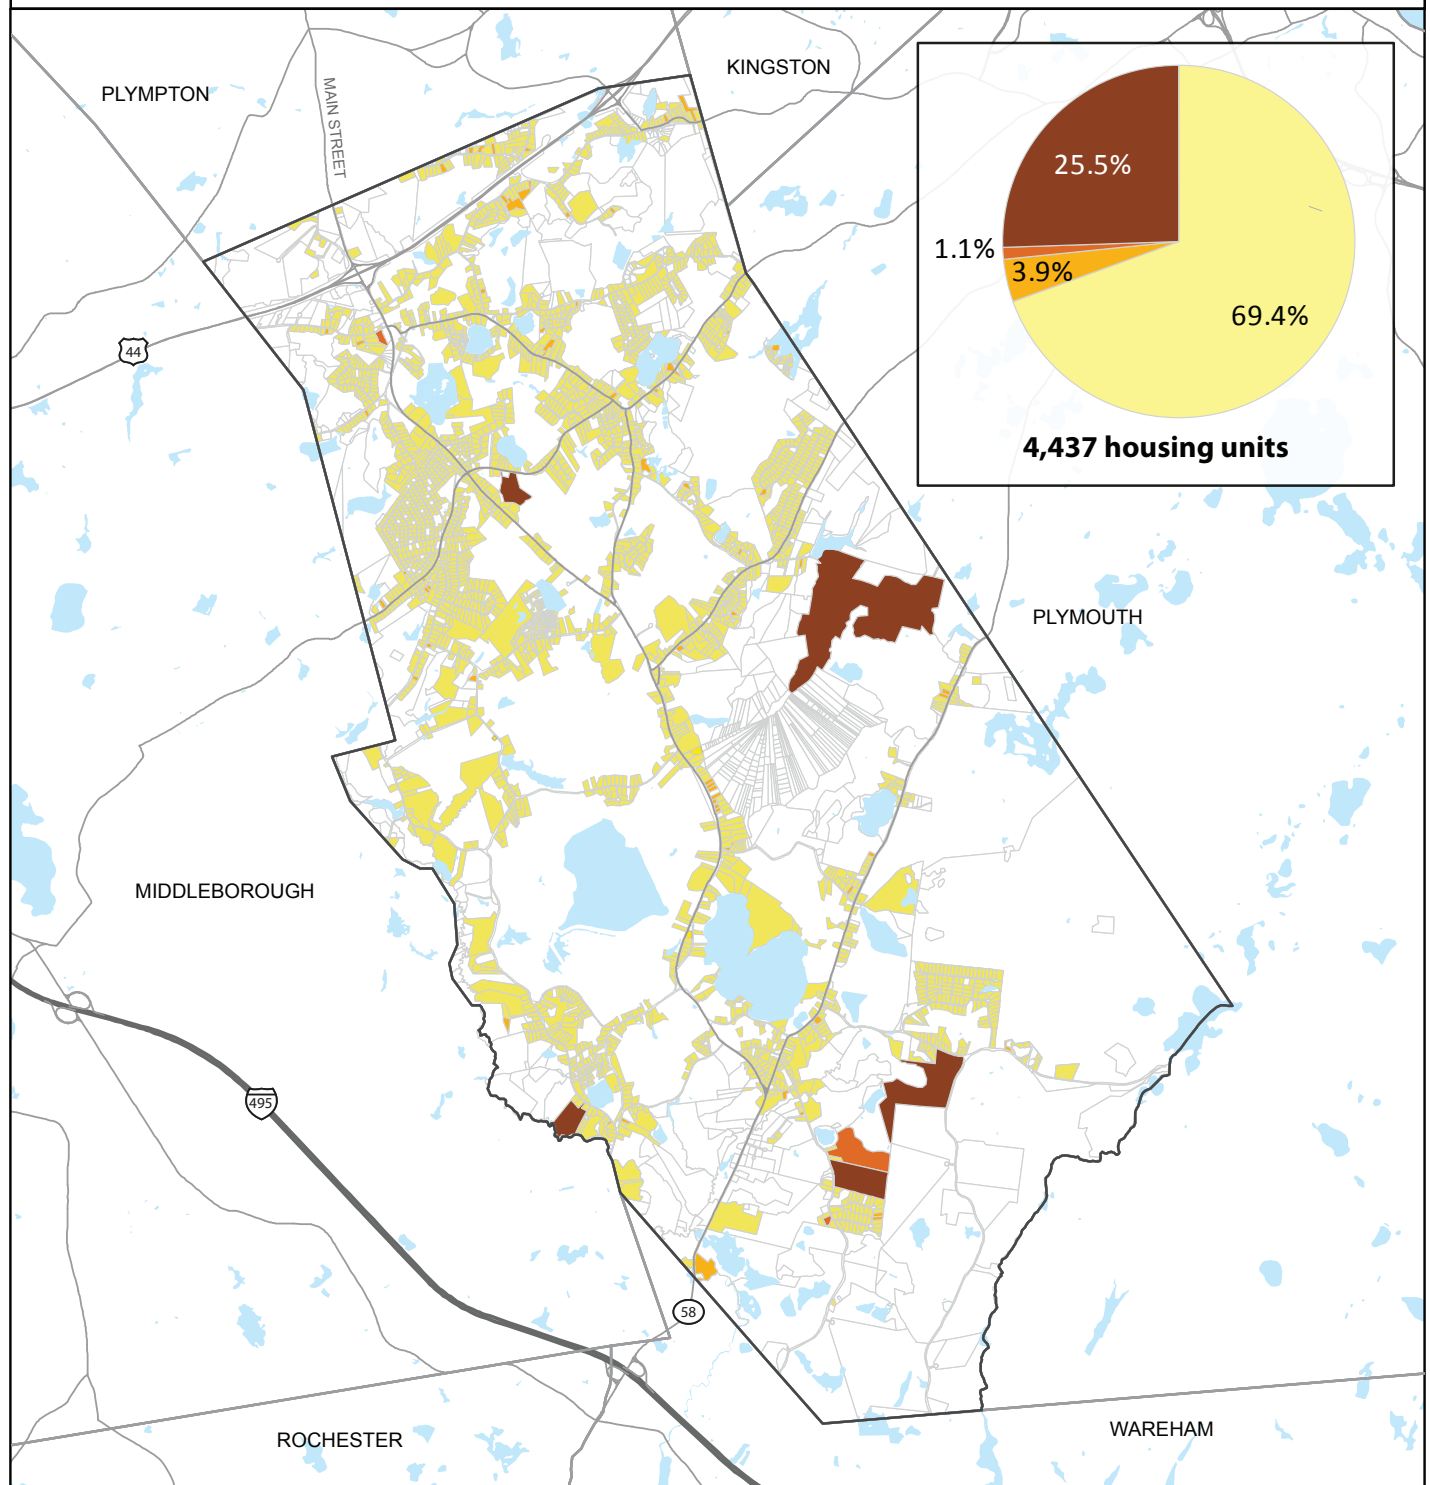 PLYMPTON
KINGSTON
MAIN STREET
25.5%
1.1%
3.9%
69.4%
4,437 housing units
44
PLYMOUTH
MIDDLEBOROUGH
495
58
ROCHESTER
WAREHAM